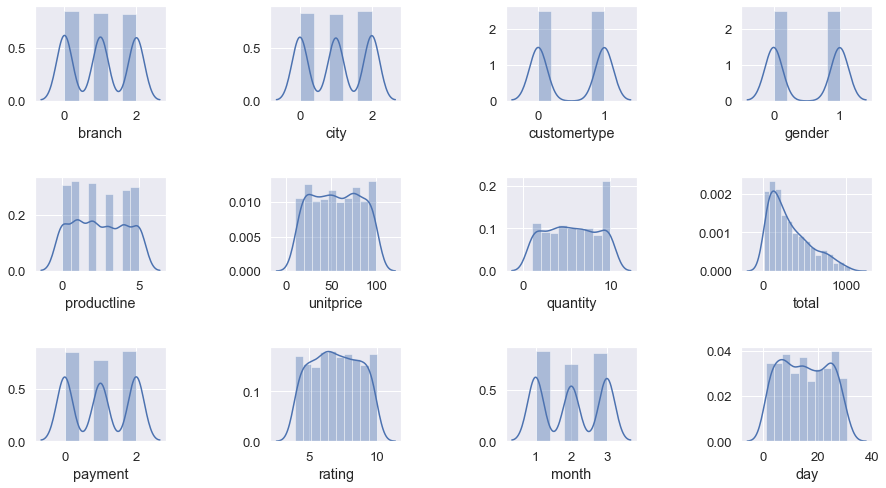 0.5
0.0
0 2
branch
0.5
0.0
0 2
city
2
1
0
0 1
customertype
2
1
0
0 1
gender
0.2
0.0
0 5
productline
0.010
0.005
0.000
0 50 100
unitprice
0.2
0.1
0.0
0 10
quantity
0.002
0.001
0.000
0 1000
total
0.5
0.0
0 2
payment
0.1
0.0
5 10
rating
0.5
0.0
1 2 3
month
0.04
0.02
0.00
0 20 40
day